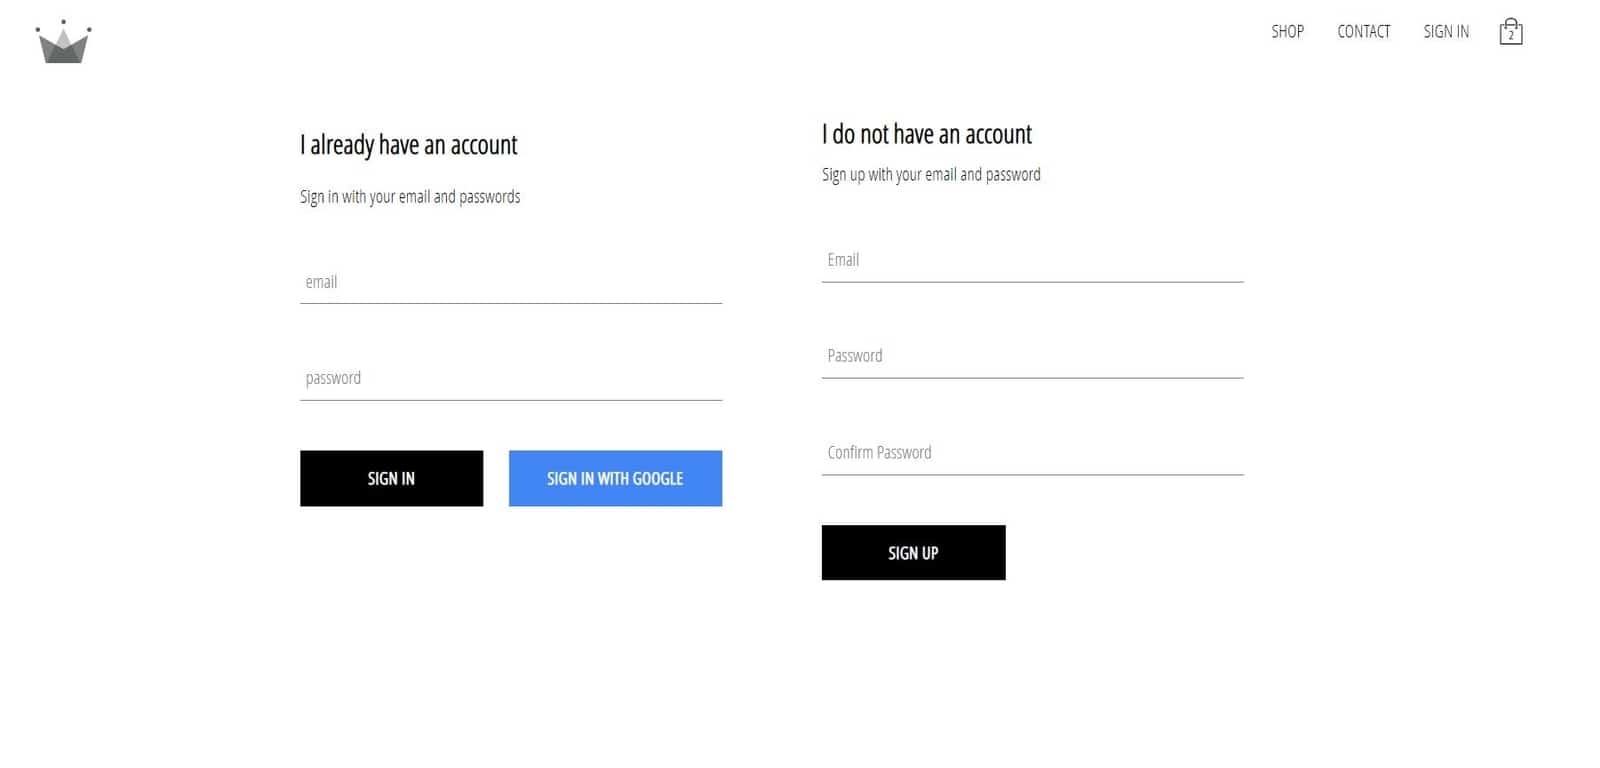 SHOP CONTACT SIGN IN 2
I already have an account
Sign in with your email and passwords
email
password
SIGN IN SIGN IN WITH GOOGLE
I do not have an account
Sign up with your email and password
Email
Password
Confirm Password
SIGN UP